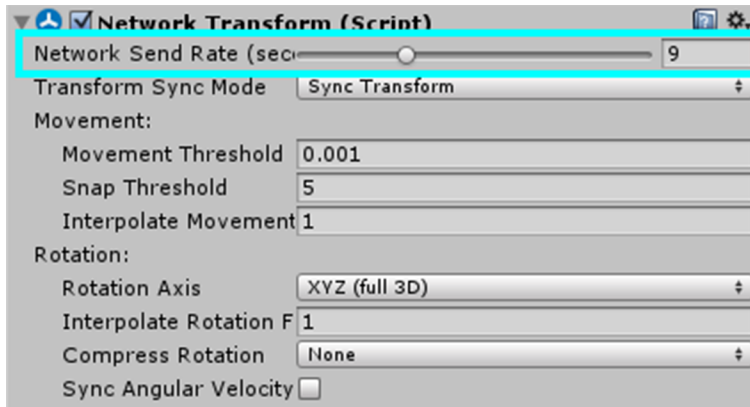 Network Transform (Script)
Network Send Rate (sec 9
Transform Sync Mode Sync Transform
Movement:
Movement Threshold 0.001
Snap Threshold 5
Interpolate Movement 1
Rotation:
Rotation Axis XYZ (full 3D)
Interpolate Rotation F 1
Compress Rotation None
Sync Angular Velocity